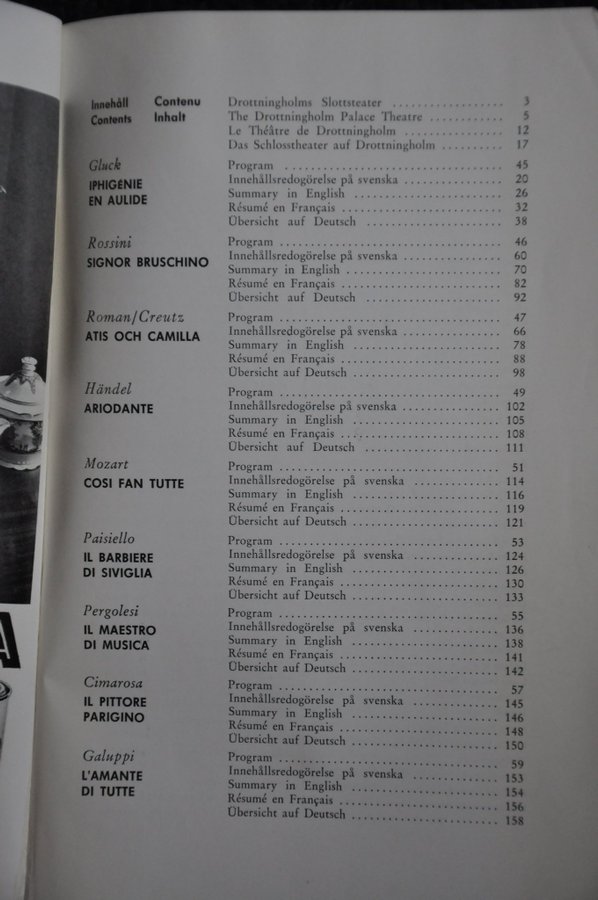 Innehåll Contenu
Contents Inhalt
Drottningholms Slottsteater .................. 3
The Drottningholm Palace Theatre ............. 5
Le Théâtre de Drottningholm .................. 12
Das Schlosstheater auf Drottningholm ......... 17
Gluck
IPHIGÉNIE
EN AULIDE
Program .................. 45
Innehållsredogörelse på svenska .................. 20
Summary in English .................. 26
Résumé en Français .................. 32
Übersicht auf Deutsch .................. 38
Rossini
SIGNOR BRUSCHINO
Program .................. 46
Innehållsredogörelse på svenska .................. 60
Summary in English .................. 70
Résumé en Français .................. 82
Übersicht auf Deutsch .................. 92
Roman/Creutz
ATIS OCH CAMILLA
Program .................. 47
Innehållsredogörelse på svenska .................. 66
Summary in English .................. 78
Résumé en Français .................. 88
Übersicht auf Deutsch .................. 98
Händel
ARIODANTE
Program .................. 49
Innehållsredogörelse på svenska .................. 102
Summary in English .................. 105
Résumé en Français .................. 108
Übersicht auf Deutsch .................. 111
Mozart
COSI FAN TUTTE
Program .................. 51
Innehållsredogörelse på svenska .................. 114
Summary in English .................. 116
Résumé en Français .................. 119
Übersicht auf Deutsch .................. 121
Paisiello
IL BARBIERE
DI SIVIGLIA
Program .................. 53
Innehållsredogörelse på svenska .................. 124
Summary in English .................. 126
Résumé en Français .................. 130
Übersicht auf Deutsch .................. 133
Pergolesi
IL MAESTRO
DI MUSICA
Program .................. 55
Innehållsredogörelse på svenska .................. 136
Summary in English .................. 138
Résumé en Français .................. 141
Übersicht auf Deutsch .................. 142
Cimarosa
IL PITTORE
PARIGINO
Program .................. 57
Innehållsredogörelse på svenska .................. 145
Summary in English .................. 146
Résumé en Français .................. 148
Übersicht auf Deutsch .................. 150
Galuppi
L'AMANTE
DI TUTTE
Program .................. 59
Innehållsredogörelse på svenska .................. 153
Summary in English .................. 154
Résumé en Français .................. 156
Übersicht auf Deutsch .................. 158